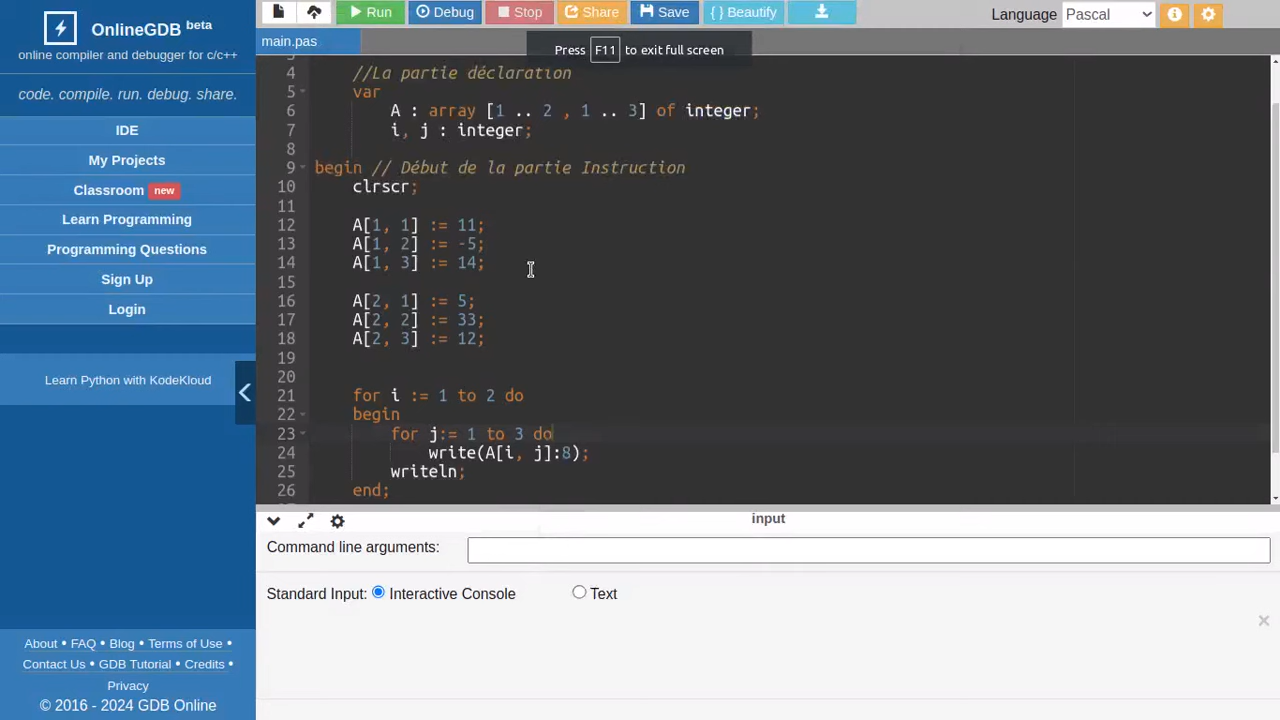 OnlineGDB beta
online compiler and debugger for c/c++
code. compile. run. debug. share.
IDE
My Projects
Classroom new
Learn Programming
Programming Questions
Sign Up
Login
Learn Python with KodeKloud
About • FAQ • Blog • Terms of Use •
Contact Us • GDB Tutorial • Credits •
Privacy
© 2016 - 2024 GDB Online
Run Debug Stop Share Save { } Beautify Language Pascal
main.pas
Press F11 to exit full screen
4 //La partie déclaration
5 var
6 A : array [1 .. 2 , 1 .. 3] of integer;
7 i, j : integer;
8
9 begin // Début de la partie Instruction
10 clrscr;
11
12 A[1, 1] := 11;
13 A[1, 2] := -5;
14 A[1, 3] := 14;
15
16 A[2, 1] := 5;
17 A[2, 2] := 33;
18 A[2, 3] := 12;
19
20
21 for i := 1 to 2 do
22 begin
23 for j:= 1 to 3 do
24 write(A[i, j]:8);
25 writeln;
26 end;
input
Command line arguments:
Standard Input: Interactive Console Text